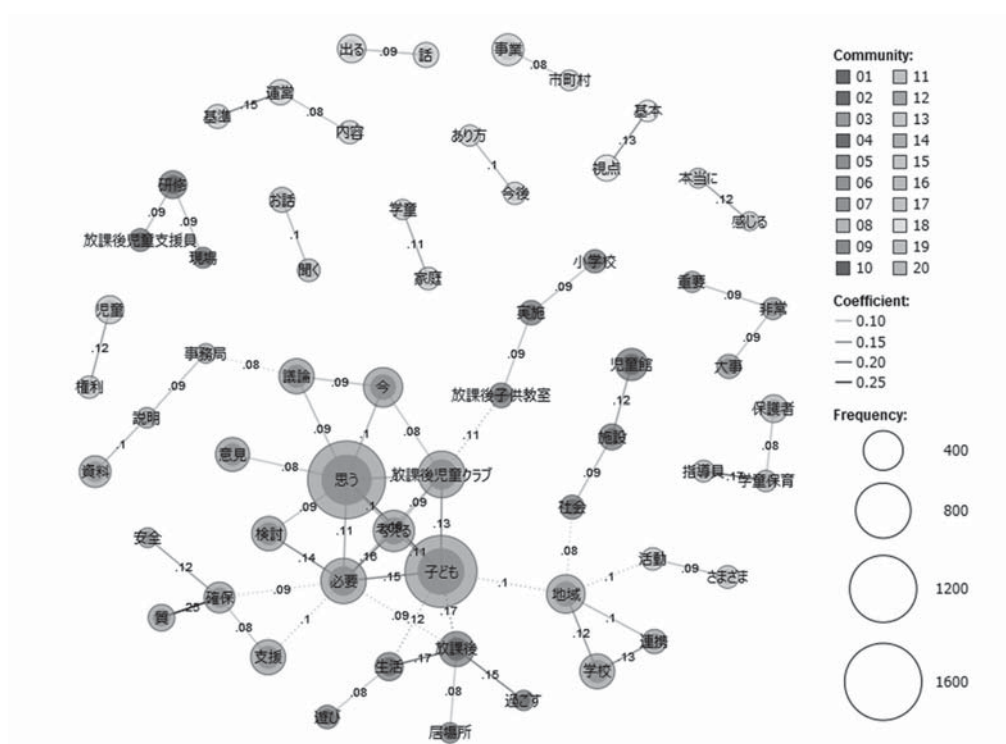 出る
.09
話
事業
.08
市町村
Community:
01
11
02
12
03
13
04
14
05
15
06
16
07
17
08
18
09
19
10
20
運営
.15
基準
.08
内容
あり方
.1
今後
基本
.13
視点
本当に
.12
感じる
研修
.09
.09
放課後児童支援員
現場
お話
.1
聞く
学童
.11
家庭
小学校
.09
実施
.09
放課後子供教室
.11
重要
.09
非常
.09
大事
Coefficient:
0.10
0.15
0.20
0.25
児童
.12
権利
事務局
.08
.09
説明
.1
資料
議論
.09
今
.09
.1
.08
児童館
.12
施設
.09
社会
.08
保護者
.08
指導員
.17
学童保育
Frequency:
400
800
1200
1600
意見
.08
思う
放課後児童クラブ
.09
.1
.09
.13
検討
.11
.14
.16
.11
必要
.15
子ども
.1
地域
.1
活動
.09
さまざま
.1
.12
連携
.13
学校
安全
.12
確保
.09
質
.25
.08
支援
.1
.09
.12
.17
放課後
生活
.17
.15
過ごす
.08
遊び
.08
居場所